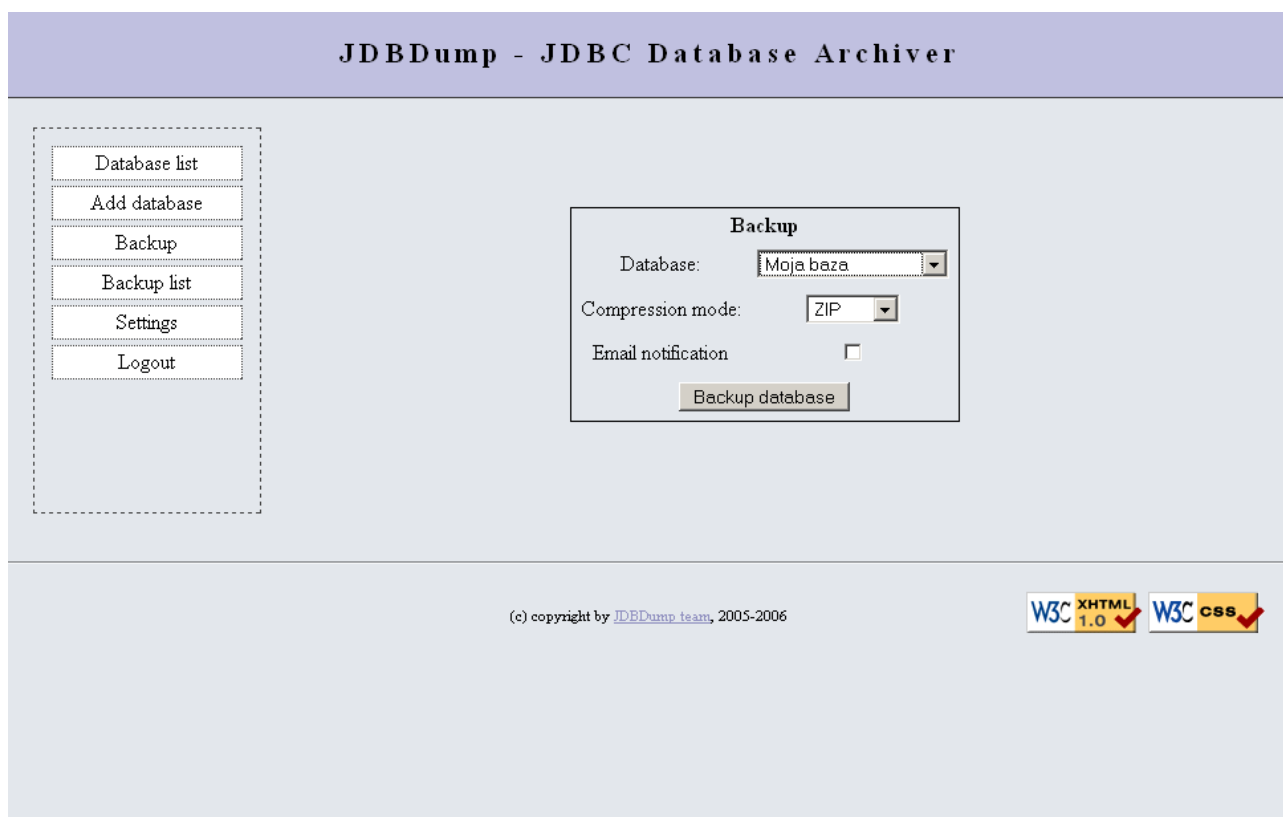 JDBDump - JDBC Database Archiver
Database list
Add database
Backup
Backup list
Settings
Logout
Backup
Database: Moja baza
Compression mode: ZIP
Email notification
Backup database
(c) copyright by JDBDump team, 2005-2006
W3C XHTML 1.0
W3C css